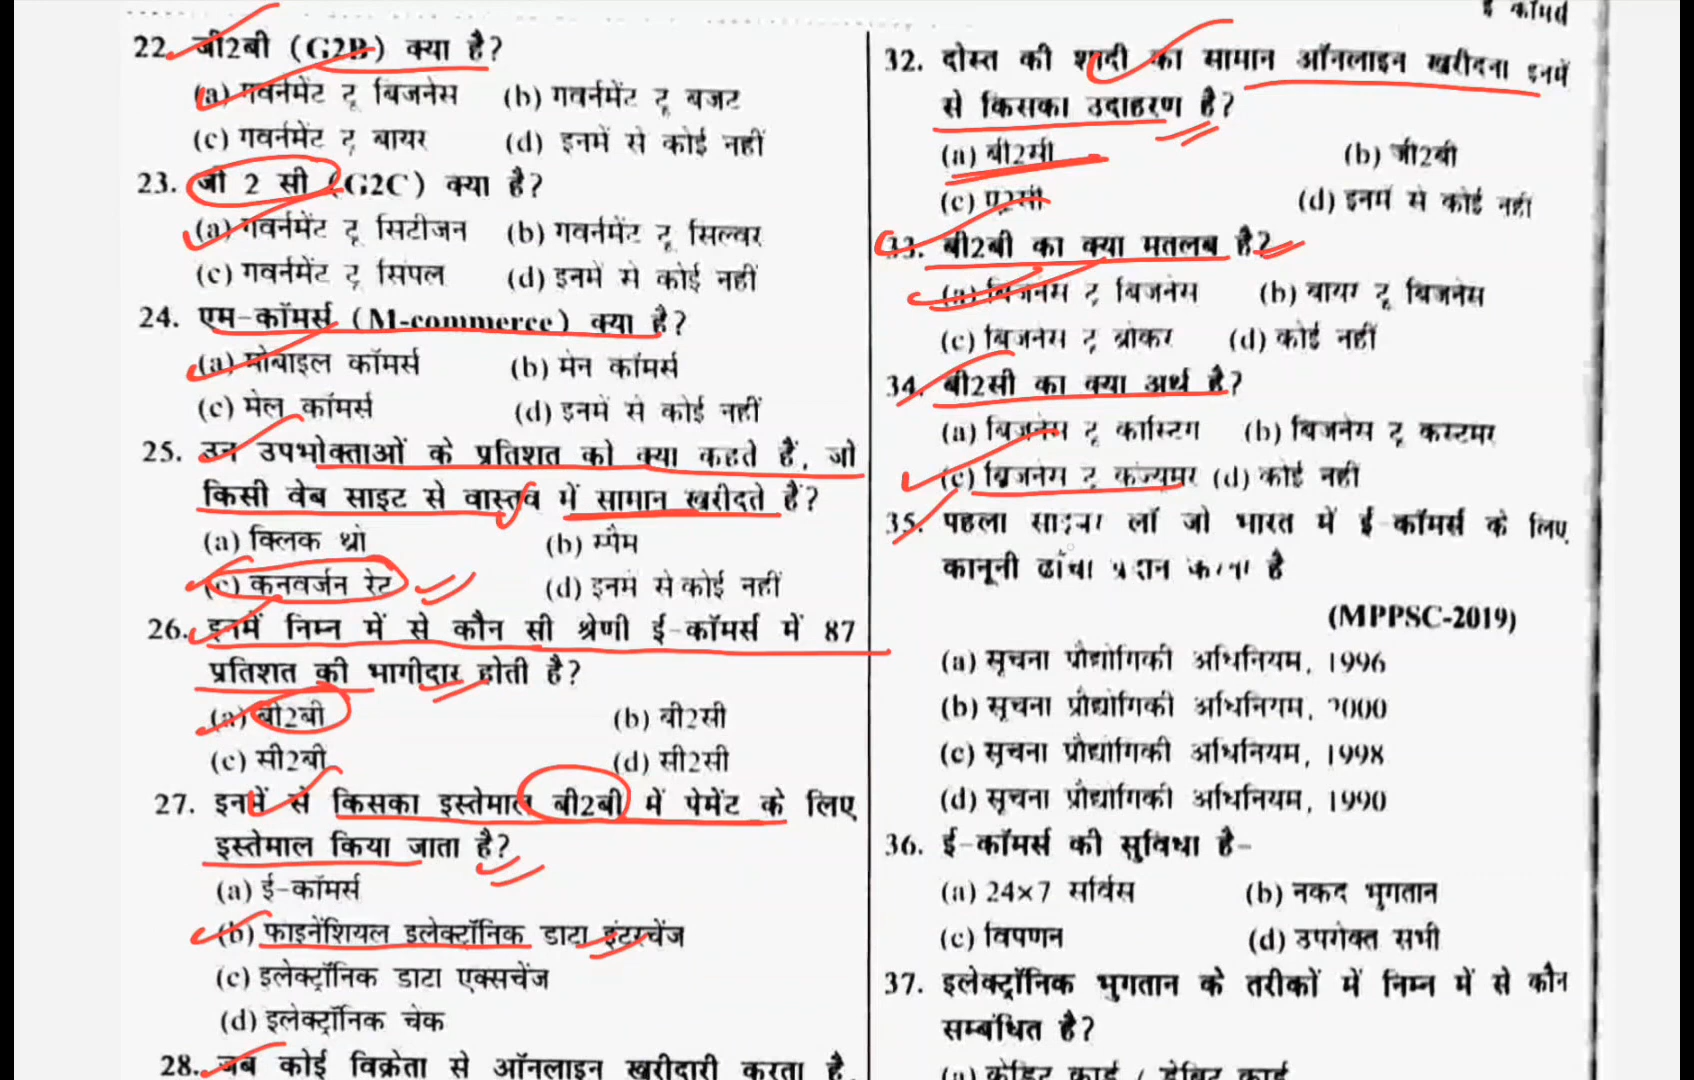 22. जी2बी (G2B) क्या है?
(a) गवर्नमेंट टू बिजनेस (b) गवर्नमेंट टू बजट
(c) गवर्नमेंट टू बायर (d) इनमें से कोई नहीं
23. जी 2 सी (G2C) क्या है?
(a) गवर्नमेंट टू सिटीजन (b) गवर्नमेंट टू सिल्वर
(c) गवर्नमेंट टू सिंपल (d) इनमें से कोई नहीं
24. एम-कॉमर्स (M-commerce) क्या है?
(a) मोबाइल कॉमर्स (b) मेन कॉमर्स
(c) मेल कॉमर्स (d) इनमें से कोई नहीं
25. उन उपभोक्ताओं के प्रतिशत को क्या कहते हैं, जो
किसी वेब साइट से वास्तव में सामान खरीदते हैं?
(a) क्लिक थ्रो (b) स्पैम
(c) कनवर्जन रेट (d) इनमें से कोई नहीं
26. इनमें निम्न में से कौन सी श्रेणी ई-कॉमर्स में 87
प्रतिशत की भागीदार होती है?
(a) बी2बी (b) बी2सी
(c) सी2बी (d) सी2सी
27. इनमें से किसका इस्तेमाल बी2बी में पेमेंट के लिए
इस्तेमाल किया जाता है?
(a) ई-कॉमर्स
(b) फाइनेंशियल इलेक्ट्रॉनिक डाटा इंटरचेंज
(c) इलेक्ट्रॉनिक डाटा एक्सचेंज
(d) इलेक्ट्रॉनिक चेक
28. जब कोई विक्रेता से ऑनलाइन खरीदारी करता है,
ई कॉमर्स
32. दोस्त की शादी का सामान ऑनलाइन खरीदना इनमें
से किसका उदाहरण है?
(a) बी2सी (b) जी2बी
(c) ए2सी (d) इनमें से कोई नहीं
33. बी2बी का क्या मतलब है?
(a) बिजनेस टू बिजनेस (b) बायर टू बिजनेस
(c) बिजनेस टू ब्रोकर (d) कोई नहीं
34. बी2सी का क्या अर्थ है?
(a) बिजनेस टू कास्टिंग (b) बिजनेस टू कस्टमर
(c) बिजनेस टू कंज्यूमर (d) कोई नहीं
35. पहला साइबर लॉ जो भारत में ई-कॉमर्स के लिए
कानूनी ढाँचा प्रदान करता है
(MPPSC-2019)
(a) सूचना प्रौद्योगिकी अधिनियम, 1996
(b) सूचना प्रौद्योगिकी अधिनियम, 2000
(c) सूचना प्रौद्योगिकी अधिनियम, 1998
(d) सूचना प्रौद्योगिकी अधिनियम, 1990
36. ई-कॉमर्स की सुविधा है-
(a) 24×7 सर्विस (b) नकद भुगतान
(c) विपणन (d) उपरोक्त सभी
37. इलेक्ट्रॉनिक भुगतान के तरीकों में निम्न में से कौन
सम्बंधित है?
(a) क्रेडिट कार्ड / डेबिट कार्ड